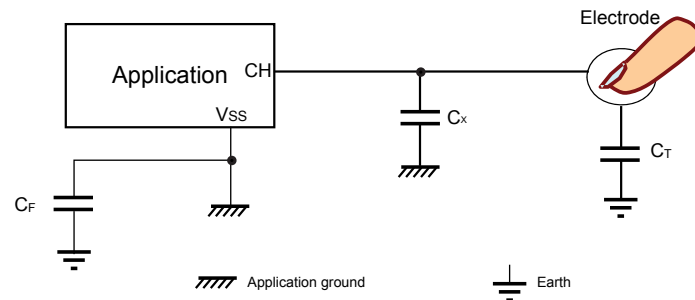 Electrode
Application
CH
VSS
Cx
CT
CF
Application ground
Earth